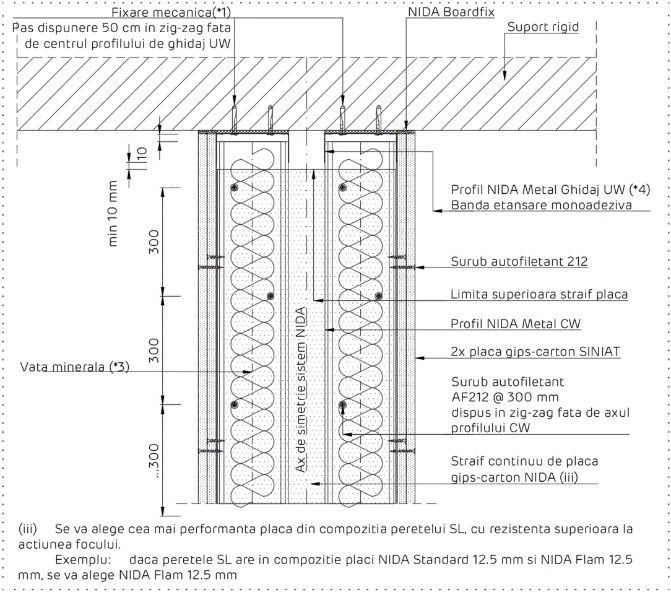 Fixare mecanica(*1)
Pas dispunere 50 cm in zig-zag fata
de centrul profilului de ghidaj UW
NIDA Boardfix
Suport rigid
10
min 10 mm
300
300
...300
Vata minerala (*3)
Ax de simetrie sistem NIDA
Profil NIDA Metal Ghidaj UW (*4)
Banda etansare monoadeziva
Surub autofiletant 212
Limita superioara straif placa
Profil NIDA Metal CW
2x placa gips-carton SINIAT
Surub autofiletant
AF212 @ 300 mm
dispus in zig-zag fata de axul
profilului CW
Straif continuu de placa
gips-carton NIDA (iii)
(iii) Se va alege cea mai performanta placa din compozitia peretelui SL, cu rezistenta superioara la
actiunea focului.
Exemplu: daca peretele SL are in compozitie placi NIDA Standard 12.5 mm si NIDA Flam 12.5
mm, se va alege NIDA Flam 12.5 mm